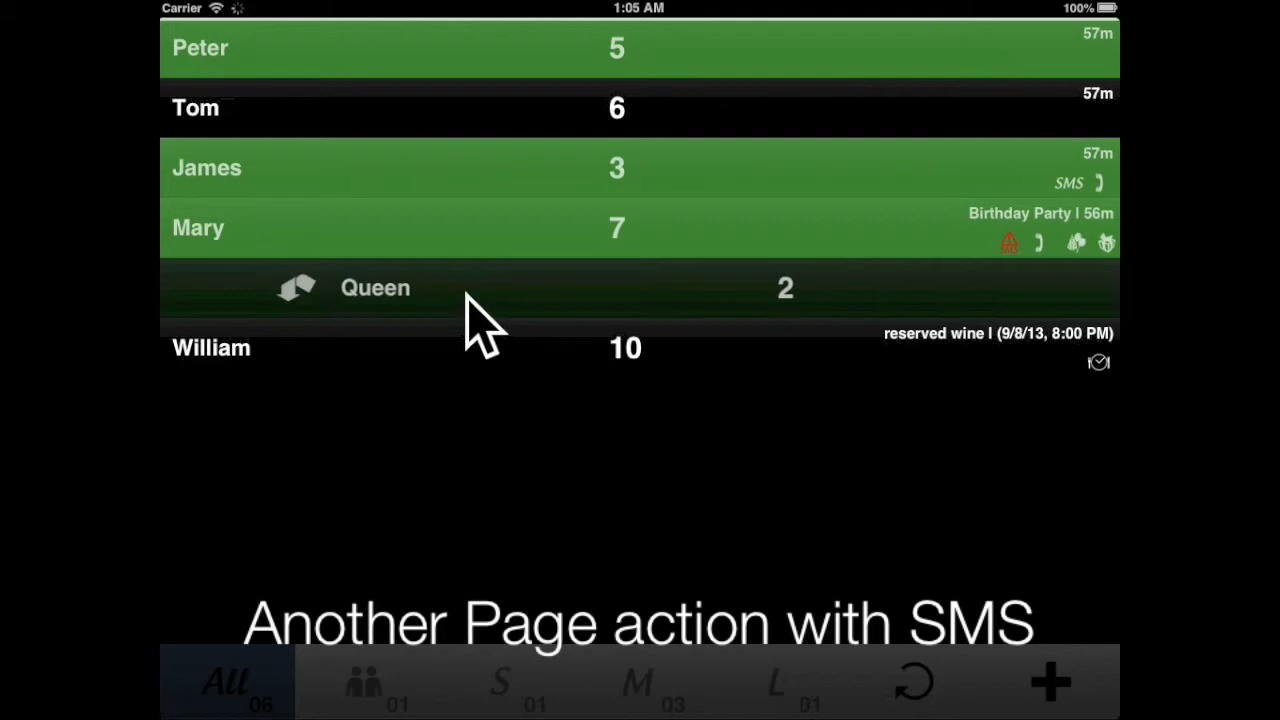 Carrier 1:05 AM 100%
Peter 5 57m
Tom 6 57m
James 3 57m
SMS
Mary 7 Birthday Party | 56m
Queen 2
William 10 reserved wine | (9/8/13, 8:00 PM)
Another Page action with SMS
All 06 01 S 01 M 03 L 01